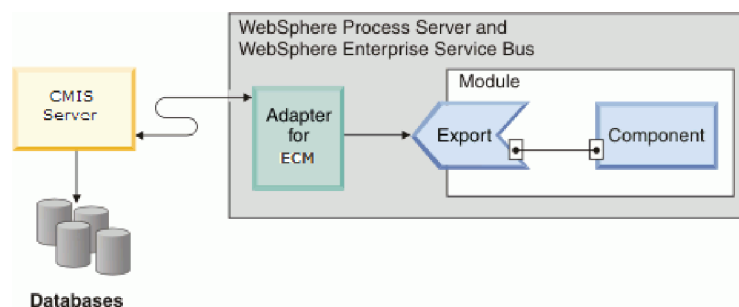 WebSphere Process Server and
WebSphere Enterprise Service Bus
CMIS
Server
Module
Adapter
for
ECM
Export
Component
Databases